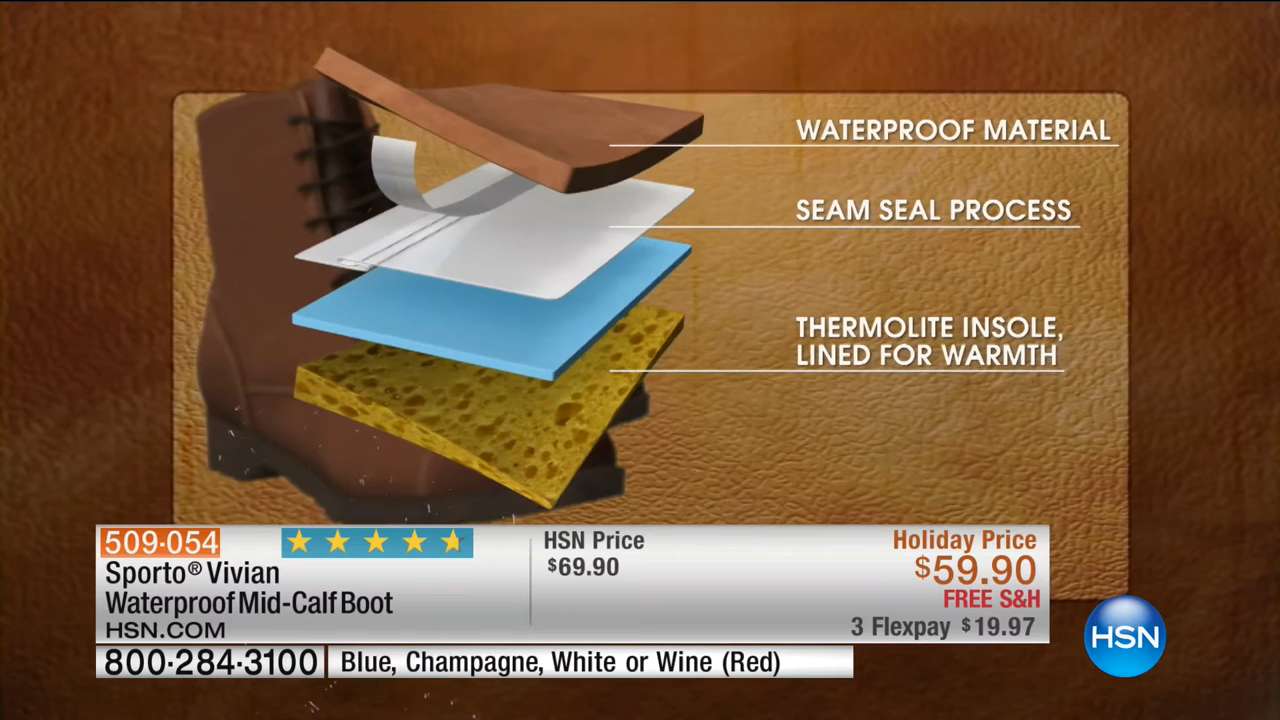 WATERPROOF MATERIAL
SEAM SEAL PROCESS
THERMOLITE INSOLE,
LINED FOR WARMTH
509·054
Sporto® Vivian
Waterproof Mid-Calf Boot
HSN.COM
HSN Price
$69.90
Holiday Price
$59.90
FREE S&H
3 Flexpay $19.97
HSN
800·284·3100
Blue, Champagne, White or Wine (Red)